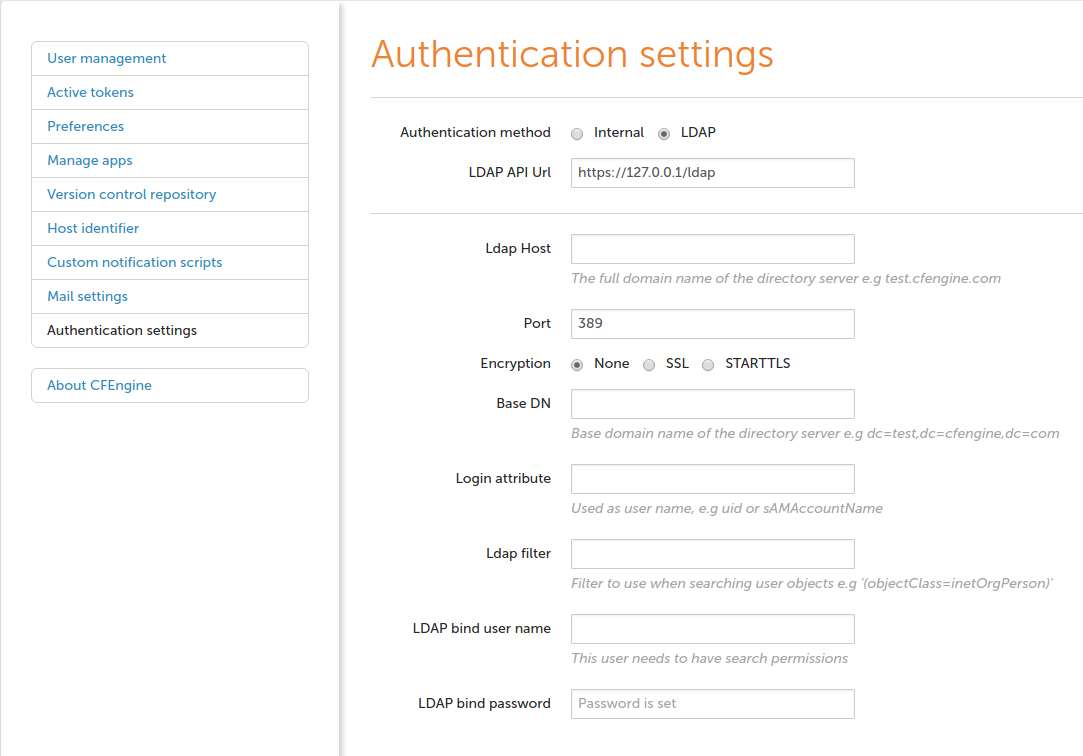 User management
Active tokens
Preferences
Manage apps
Version control repository
Host identifier
Custom notification scripts
Mail settings
Authentication settings
About CFEngine
Authentication settings
Authentication method Internal LDAP
LDAP API Url https://127.0.0.1/ldap
Ldap Host
The full domain name of the directory server e.g test.cfengine.com
Port 389
Encryption None SSL STARTTLS
Base DN
Base domain name of the directory server e.g dc=test,dc=cfengine,dc=com
Login attribute
Used as user name, e.g uid or sAMAccountName
Ldap filter
Filter to use when searching user objects e.g '(objectClass=inetOrgPerson)'
LDAP bind user name
This user needs to have search permissions
LDAP bind password Password is set